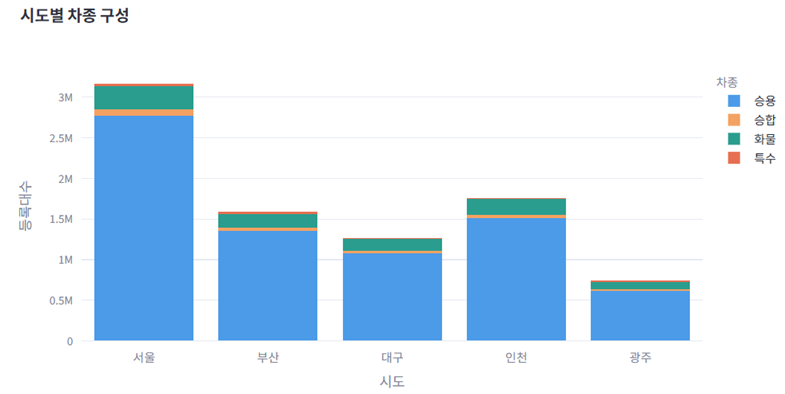 시도별 차종 구성
차종
승용
승합
화물
특수
등록대수
3M
2.5M
2M
1.5M
1M
0.5M
0
서울
부산
대구
인천
광주
시도